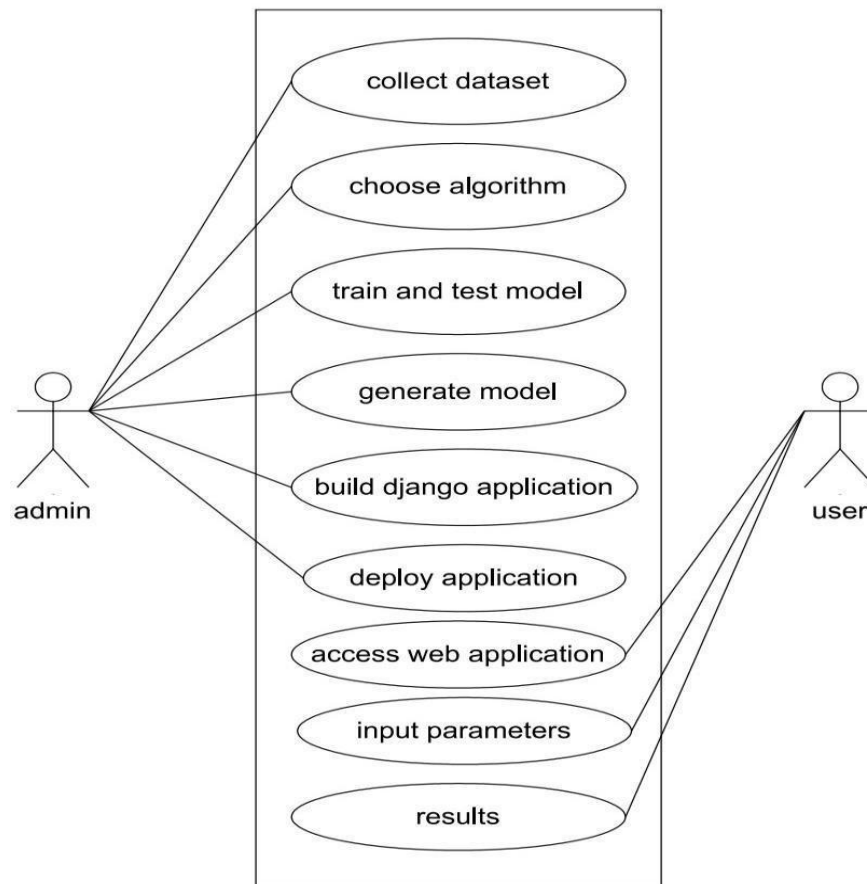 collect dataset
choose algorithm
train and test model
generate model
build django application
deploy application
access web application
input parameters
results
admin
user